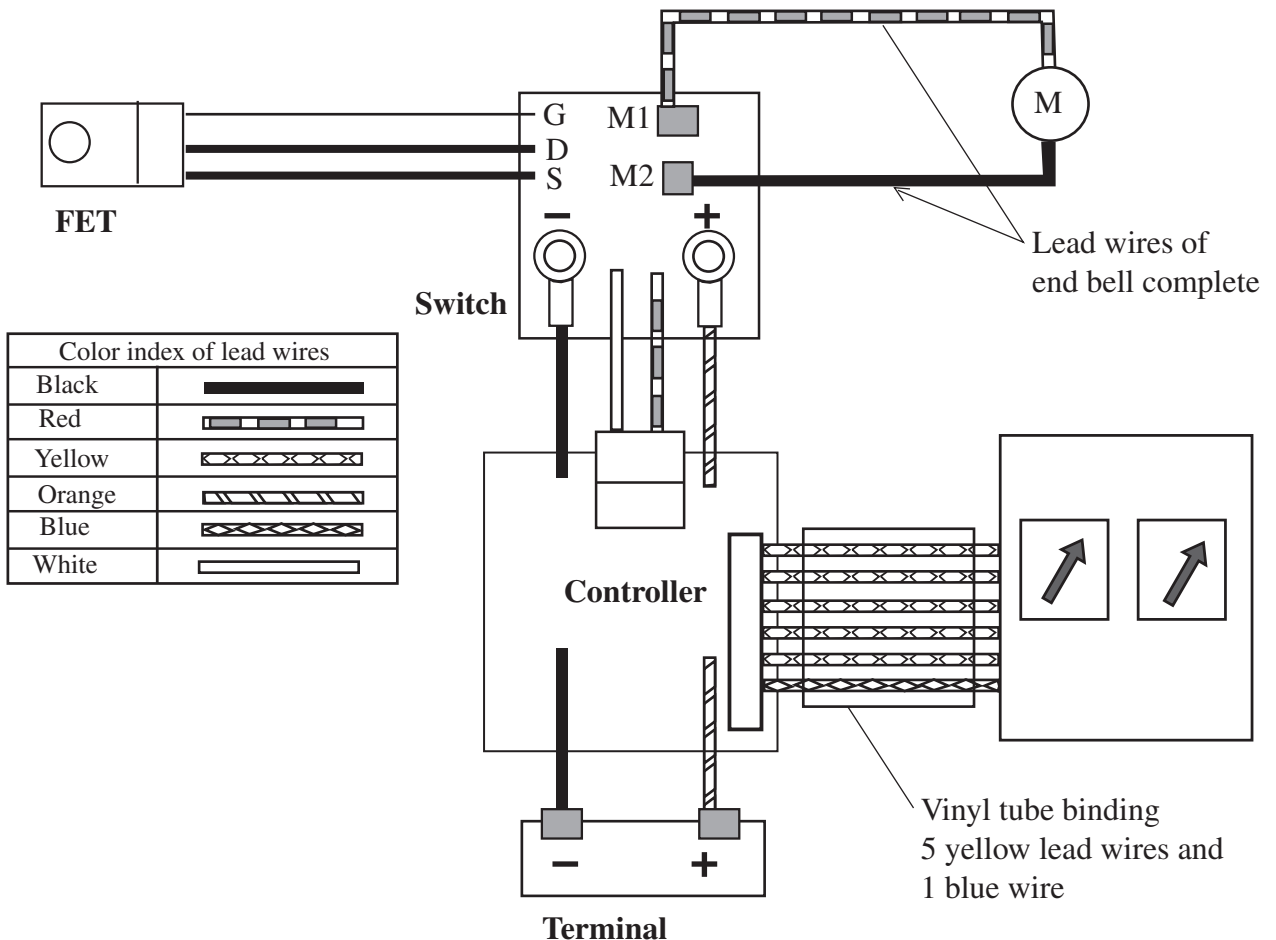 M
G
M1
D
S
M2
FET
−
+
Lead wires of
end bell complete
Switch
Color index of lead wires
Black
Red
Yellow
Orange
Blue
White
Controller
Vinyl tube binding
5 yellow lead wires and
1 blue wire
−
+
Terminal